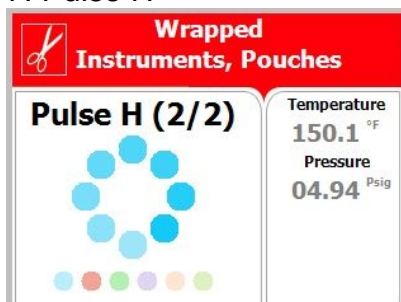 Wrapped
Instruments, Pouches
Pulse H (2/2)
Temperature
150.1 °F
Pressure
04.94 Psig